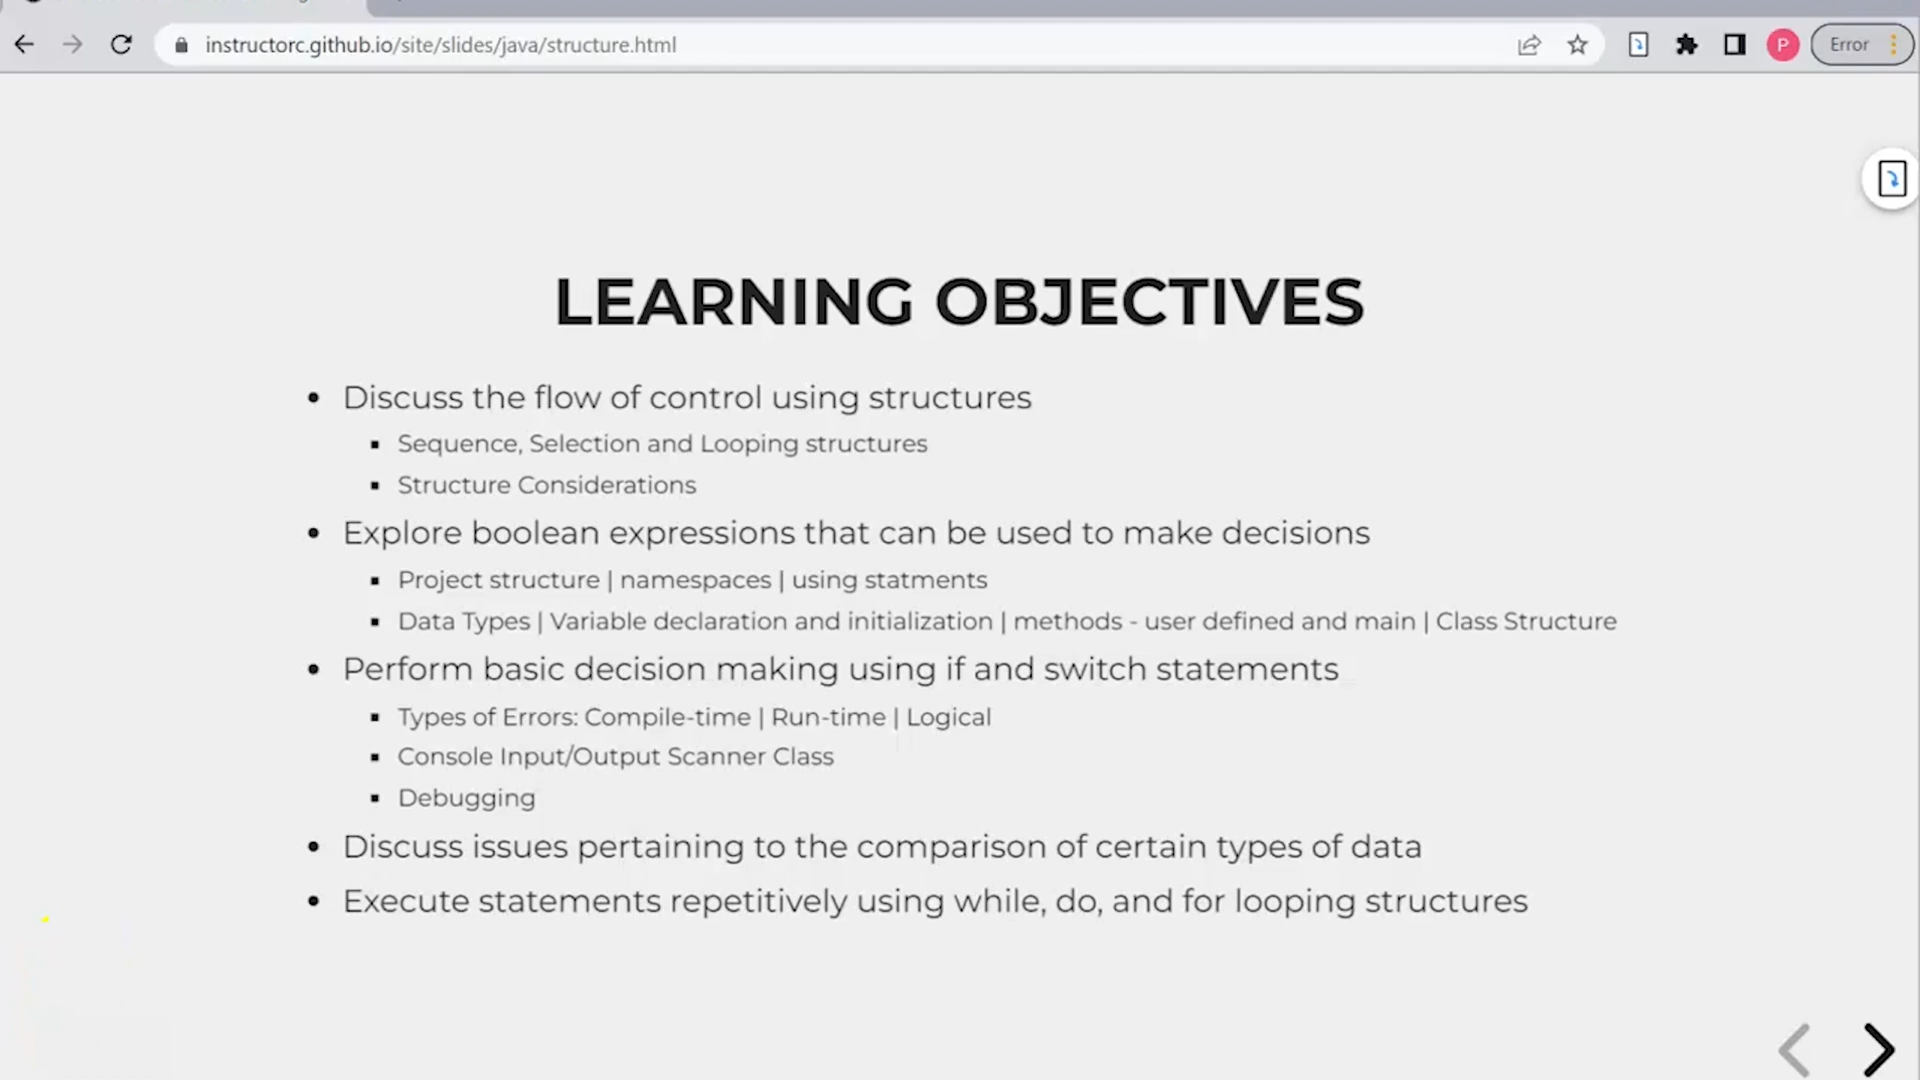 instructorc.github.io/site/slides/java/structure.html
P
Error
LEARNING OBJECTIVES
Discuss the flow of control using structures
Sequence, Selection and Looping structures
Structure Considerations
Explore boolean expressions that can be used to make decisions
Project structure | namespaces | using statments
Data Types | Variable declaration and initialization | methods - user defined and main | Class Structure
Perform basic decision making using if and switch statements
Types of Errors: Compile-time | Run-time | Logical
Console Input/Output Scanner Class
Debugging
Discuss issues pertaining to the comparison of certain types of data
Execute statements repetitively using while, do, and for looping structures